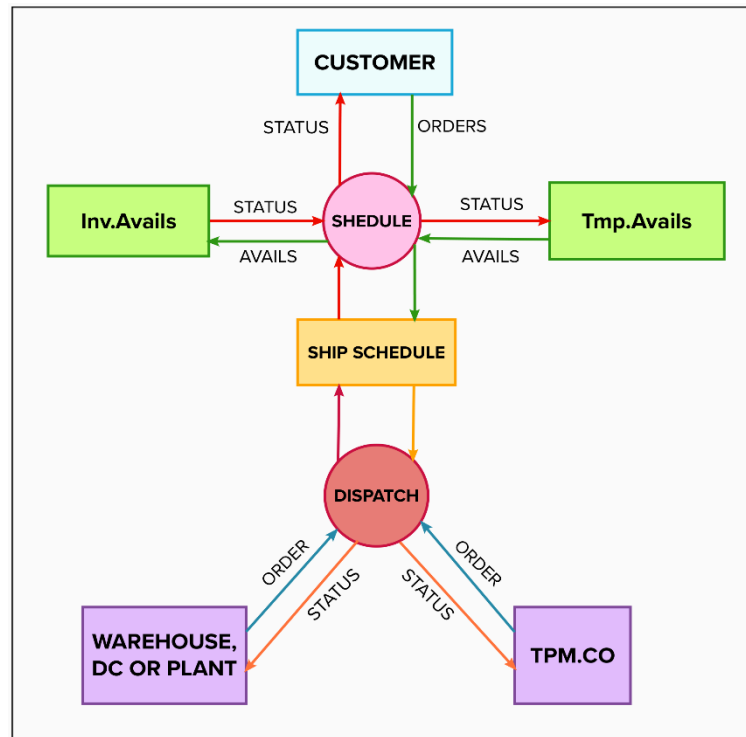 CUSTOMER
STATUS
ORDERS
Inv.Avails
STATUS
SHEDULE
STATUS
Tmp.Avails
AVAILS
AVAILS
SHIP SCHEDULE
DISPATCH
ORDER
STATUS
STATUS
ORDER
WAREHOUSE,
DC OR PLANT
TPM.CO